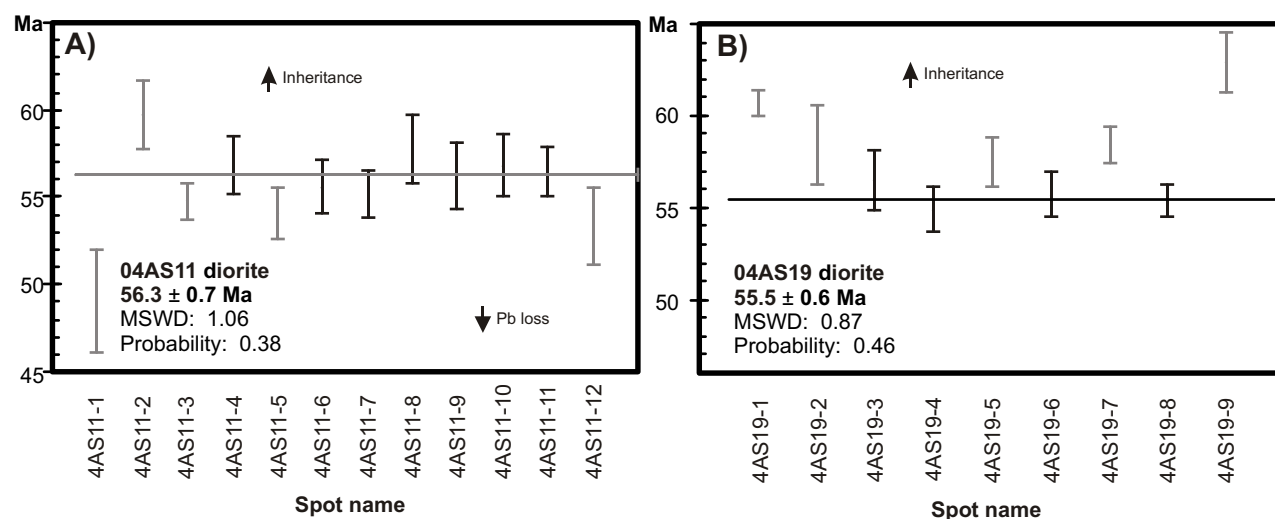 Ma
A)
Inheritance
60
55
50
45
04AS11 diorite
56.3 ± 0.7 Ma
MSWD: 1.06
Probability: 0.38
Pb loss
4AS11-1
4AS11-2
4AS11-3
4AS11-4
4AS11-5
4AS11-6
4AS11-7
4AS11-8
4AS11-9
4AS11-10
4AS11-11
4AS11-12
Spot name
Ma
B)
Inheritance
60
55
50
04AS19 diorite
55.5 ± 0.6 Ma
MSWD: 0.87
Probability: 0.46
4AS19-1
4AS19-2
4AS19-3
4AS19-4
4AS19-5
4AS19-6
4AS19-7
4AS19-8
4AS19-9
Spot name